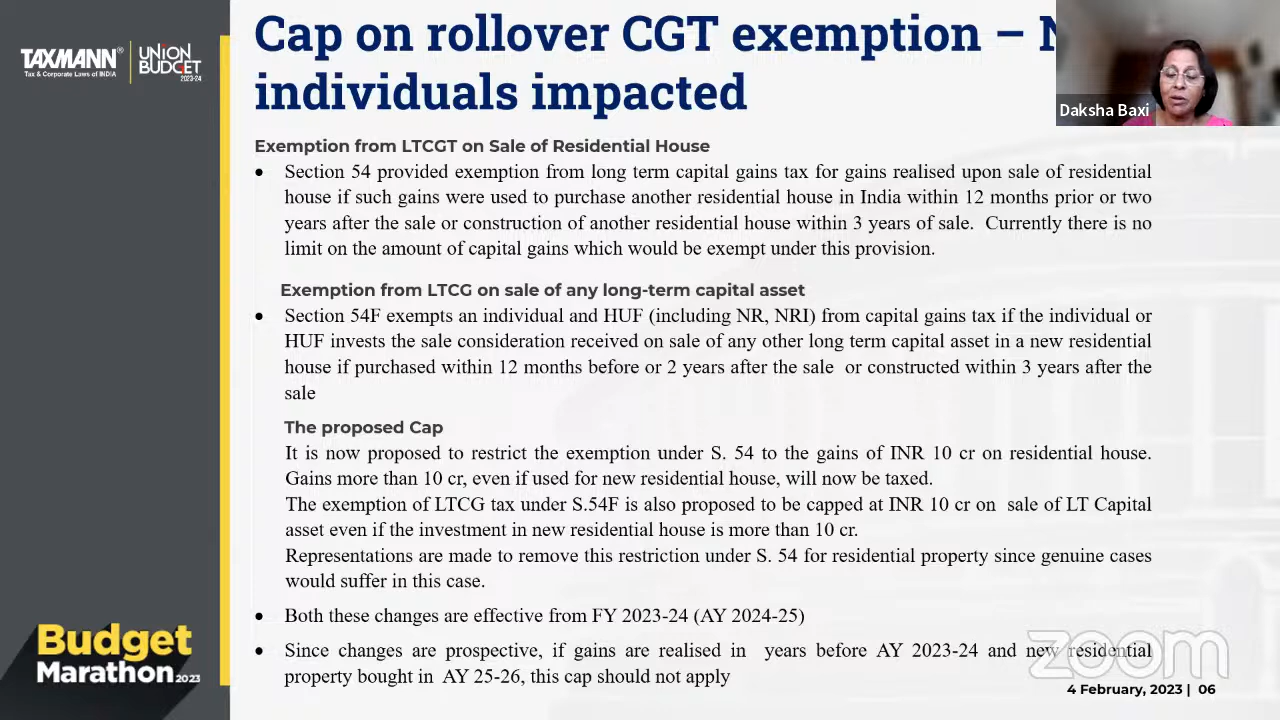 TAXMANN®
Tax & Corporate Laws of INDIA
UNION
BUDGET
2023-24
Cap on rollover CGT exemption –
individuals impacted
Daksha Baxi
Exemption from LTCGT on Sale of Residential House
• Section 54 provided exemption from long term capital gains tax for gains realised upon sale of residential
house if such gains were used to purchase another residential house in India within 12 months prior or two
years after the sale or construction of another residential house within 3 years of sale. Currently there is no
limit on the amount of capital gains which would be exempt under this provision.
Exemption from LTCG on sale of any long-term capital asset
• Section 54F exempts an individual and HUF (including NR, NRI) from capital gains tax if the individual or
HUF invests the sale consideration received on sale of any other long term capital asset in a new residential
house if purchased within 12 months before or 2 years after the sale or constructed within 3 years after the
sale
The proposed Cap
It is now proposed to restrict the exemption under S. 54 to the gains of INR 10 cr on residential house.
Gains more than 10 cr, even if used for new residential house, will now be taxed.
The exemption of LTCG tax under S.54F is also proposed to be capped at INR 10 cr on sale of LT Capital
asset even if the investment in new residential house is more than 10 cr.
Representations are made to remove this restriction under S. 54 for residential property since genuine cases
would suffer in this case.
• Both these changes are effective from FY 2023-24 (AY 2024-25)
• Since changes are prospective, if gains are realised in years before AY 2023-24 and new residential
property bought in AY 25-26, this cap should not apply
zoom
4 February, 2023 | 06
Budget
Marathon 2023